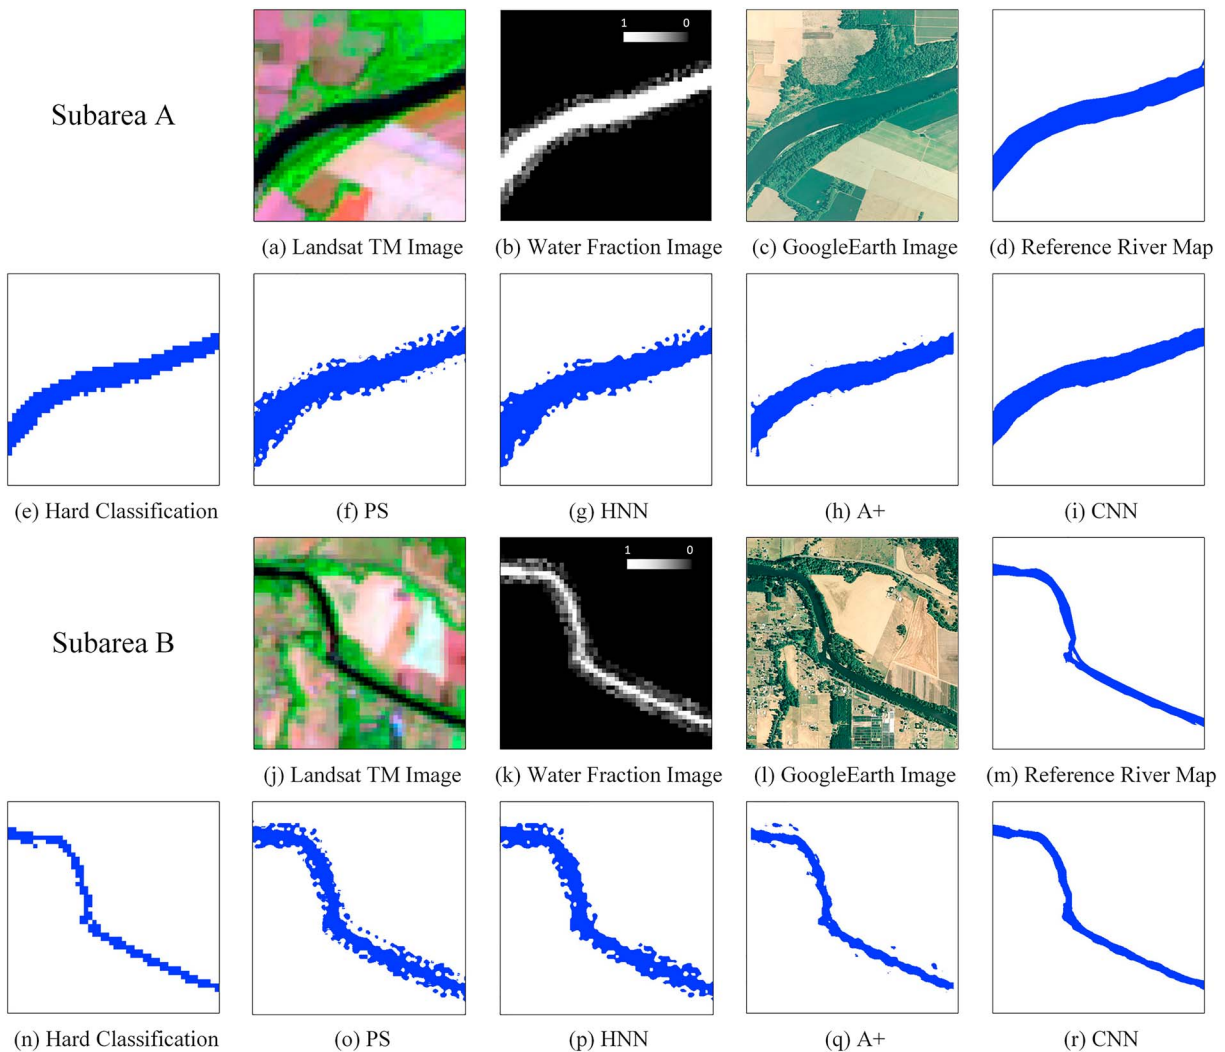 1 0
Subarea A
(a) Landsat TM Image
(b) Water Fraction Image
(c) GoogleEarth Image
(d) Reference River Map
(e) Hard Classification
(f) PS
(g) HNN
(h) A+
(i) CNN
1 0
Subarea B
(j) Landsat TM Image
(k) Water Fraction Image
(l) GoogleEarth Image
(m) Reference River Map
(n) Hard Classification
(o) PS
(p) HNN
(q) A+
(r) CNN